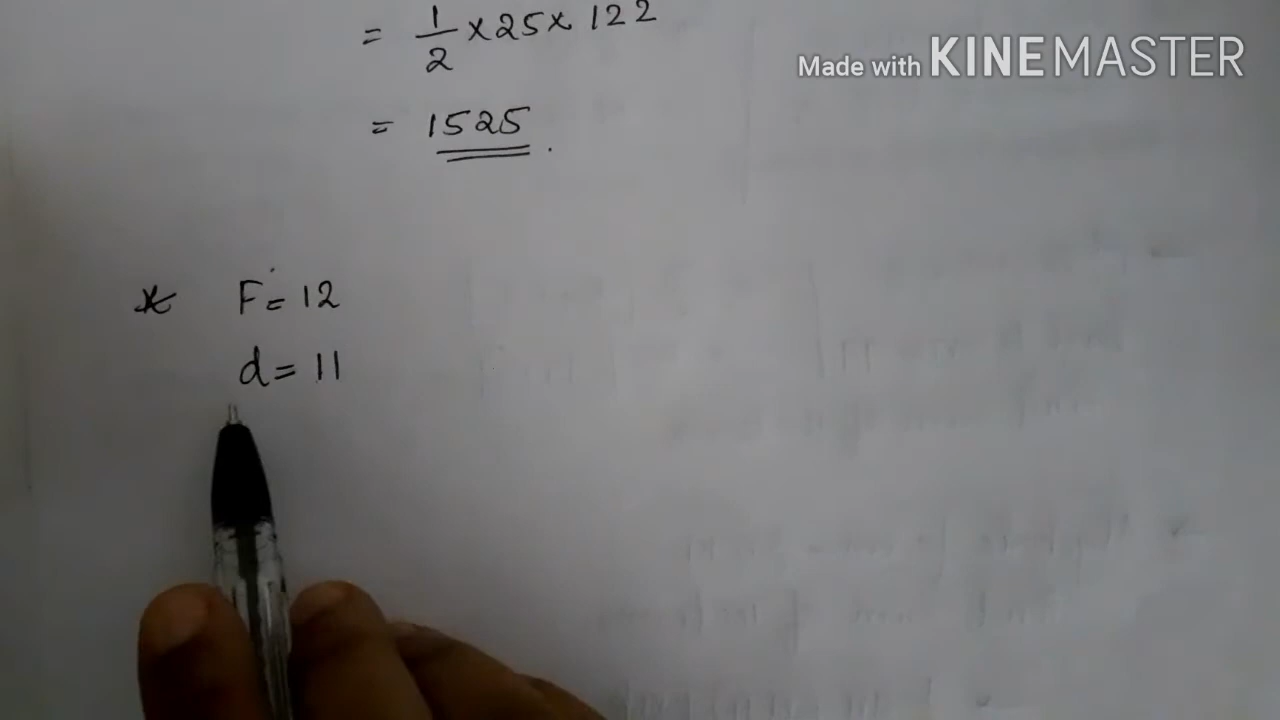 = 1/2 × 25 × 122
Made with KINEMASTER
= 1525.
* F = 12
d = 11